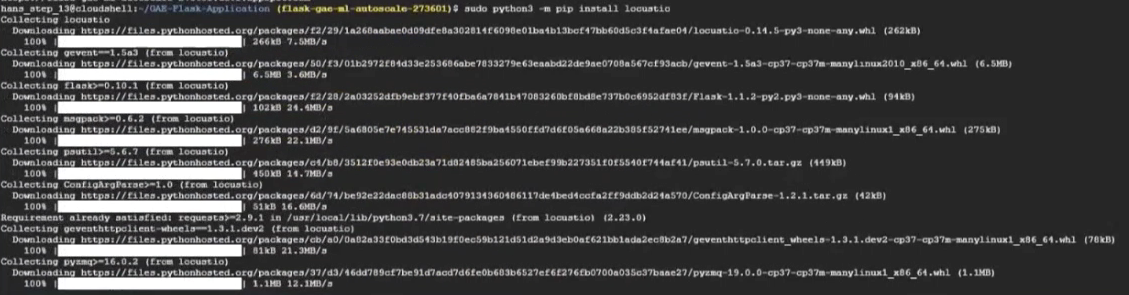 hans_step_13@cloudshell:~/GAE-Flask-Application (flask-gae-ml-autoscale-273601)$ sudo python3 -m pip install locustio
Collecting locustio
Downloading https://files.pythonhosted.org/packages/f2/29/1a268aabae0d09dfe8a302814f6098e01ba4b13bcf47bb60d5c3f4afae04/locustio-0.14.5-py3-none-any.whl (262kB)
100% | | 266kB 7.5MB/s
Collecting gevent==1.5a3 (from locustio)
Downloading https://files.pythonhosted.org/packages/50/f3/01b2972f84d33e253686abe7833279e63eaabd22de9ae0708a567cf93acb/gevent-1.5a3-cp37-cp37m-manylinux2010_x86_64.whl (6.5MB)
100% | | 6.5MB 3.6MB/s
Collecting flask>=0.10.1 (from locustio)
Downloading https://files.pythonhosted.org/packages/f2/28/2a03252dfb9ebf377f40fba6a7841b47083260bf8bd8e737b0c6952df83f/Flask-1.1.2-py2.py3-none-any.whl (94kB)
100% | | 102kB 24.4MB/s
Collecting msgpack>=0.6.2 (from locustio)
Downloading https://files.pythonhosted.org/packages/d2/9f/5a6805e7e745531da7acc882f9ba4550ffd7d6f05a668a22b385f52741ee/msgpack-1.0.0-cp37-cp37m-manylinux1_x86_64.whl (275kB)
100% | | 276kB 22.1MB/s
Collecting psutil>=5.6.7 (from locustio)
Downloading https://files.pythonhosted.org/packages/c4/b8/3512f0e93e0db23a71d82485ba256071ebef99b227351f0f5540f744af41/psutil-5.7.0.tar.gz (449kB)
100% | | 450kB 14.7MB/s
Collecting ConfigArgParse>=1.0 (from locustio)
Downloading https://files.pythonhosted.org/packages/6d/74/be92e22dac88b31adc4079134960486117de4bed4ccfa2ff9ddb2d24a570/ConfigArgParse-1.2.1.tar.gz (42kB)
100% | | 51kB 16.6MB/s
Requirement already satisfied: requests>=2.9.1 in /usr/local/lib/python3.7/site-packages (from locustio) (2.23.0)
Collecting geventhttpclient-wheels==1.3.1.dev2 (from locustio)
Downloading https://files.pythonhosted.org/packages/cb/a0/0a82a33f0bd3d543b19f0ec59b121d51d2a9d3eb0af621bb1ada2ec8b2a7/geventhttpclient_wheels-1.3.1.dev2-cp37-cp37m-manylinux1_x86_64.whl (78kB)
100% | | 81kB 21.3MB/s
Collecting pyzmq>=16.0.2 (from locustio)
Downloading https://files.pythonhosted.org/packages/37/d3/46dd789cf7be91d7acd7d6fe0b683b6527ef6f276fb0700a035c37baae27/pyzmq-19.0.0-cp37-cp37m-manylinux1_x86_64.whl (1.1MB)
100% | | 1.1MB 12.1MB/s